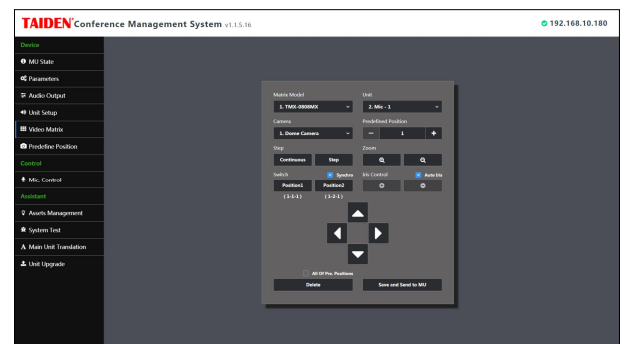 TAIDEN Conference Management System v1.1.5.16
192.168.10.180
Device
MU State
Parameters
Audio Output
Unit Setup
Video Matrix
Predefine Position
Control
Mic. Control
Assistant
Assets Management
System Test
Main Unit Translation
Unit Upgrade
Matrix Model Unit
1. TMX-0808MX 2. Mic - 1
Camera Predefined Position
1. Dome Camera 1
Step Zoom
Continuous Step
Switch Synchro Iris Control Auto Iris
Position1 Position2
(1-1-1) (1-2-1)
All Of Pre. Positions
Delete Save and Send to MU